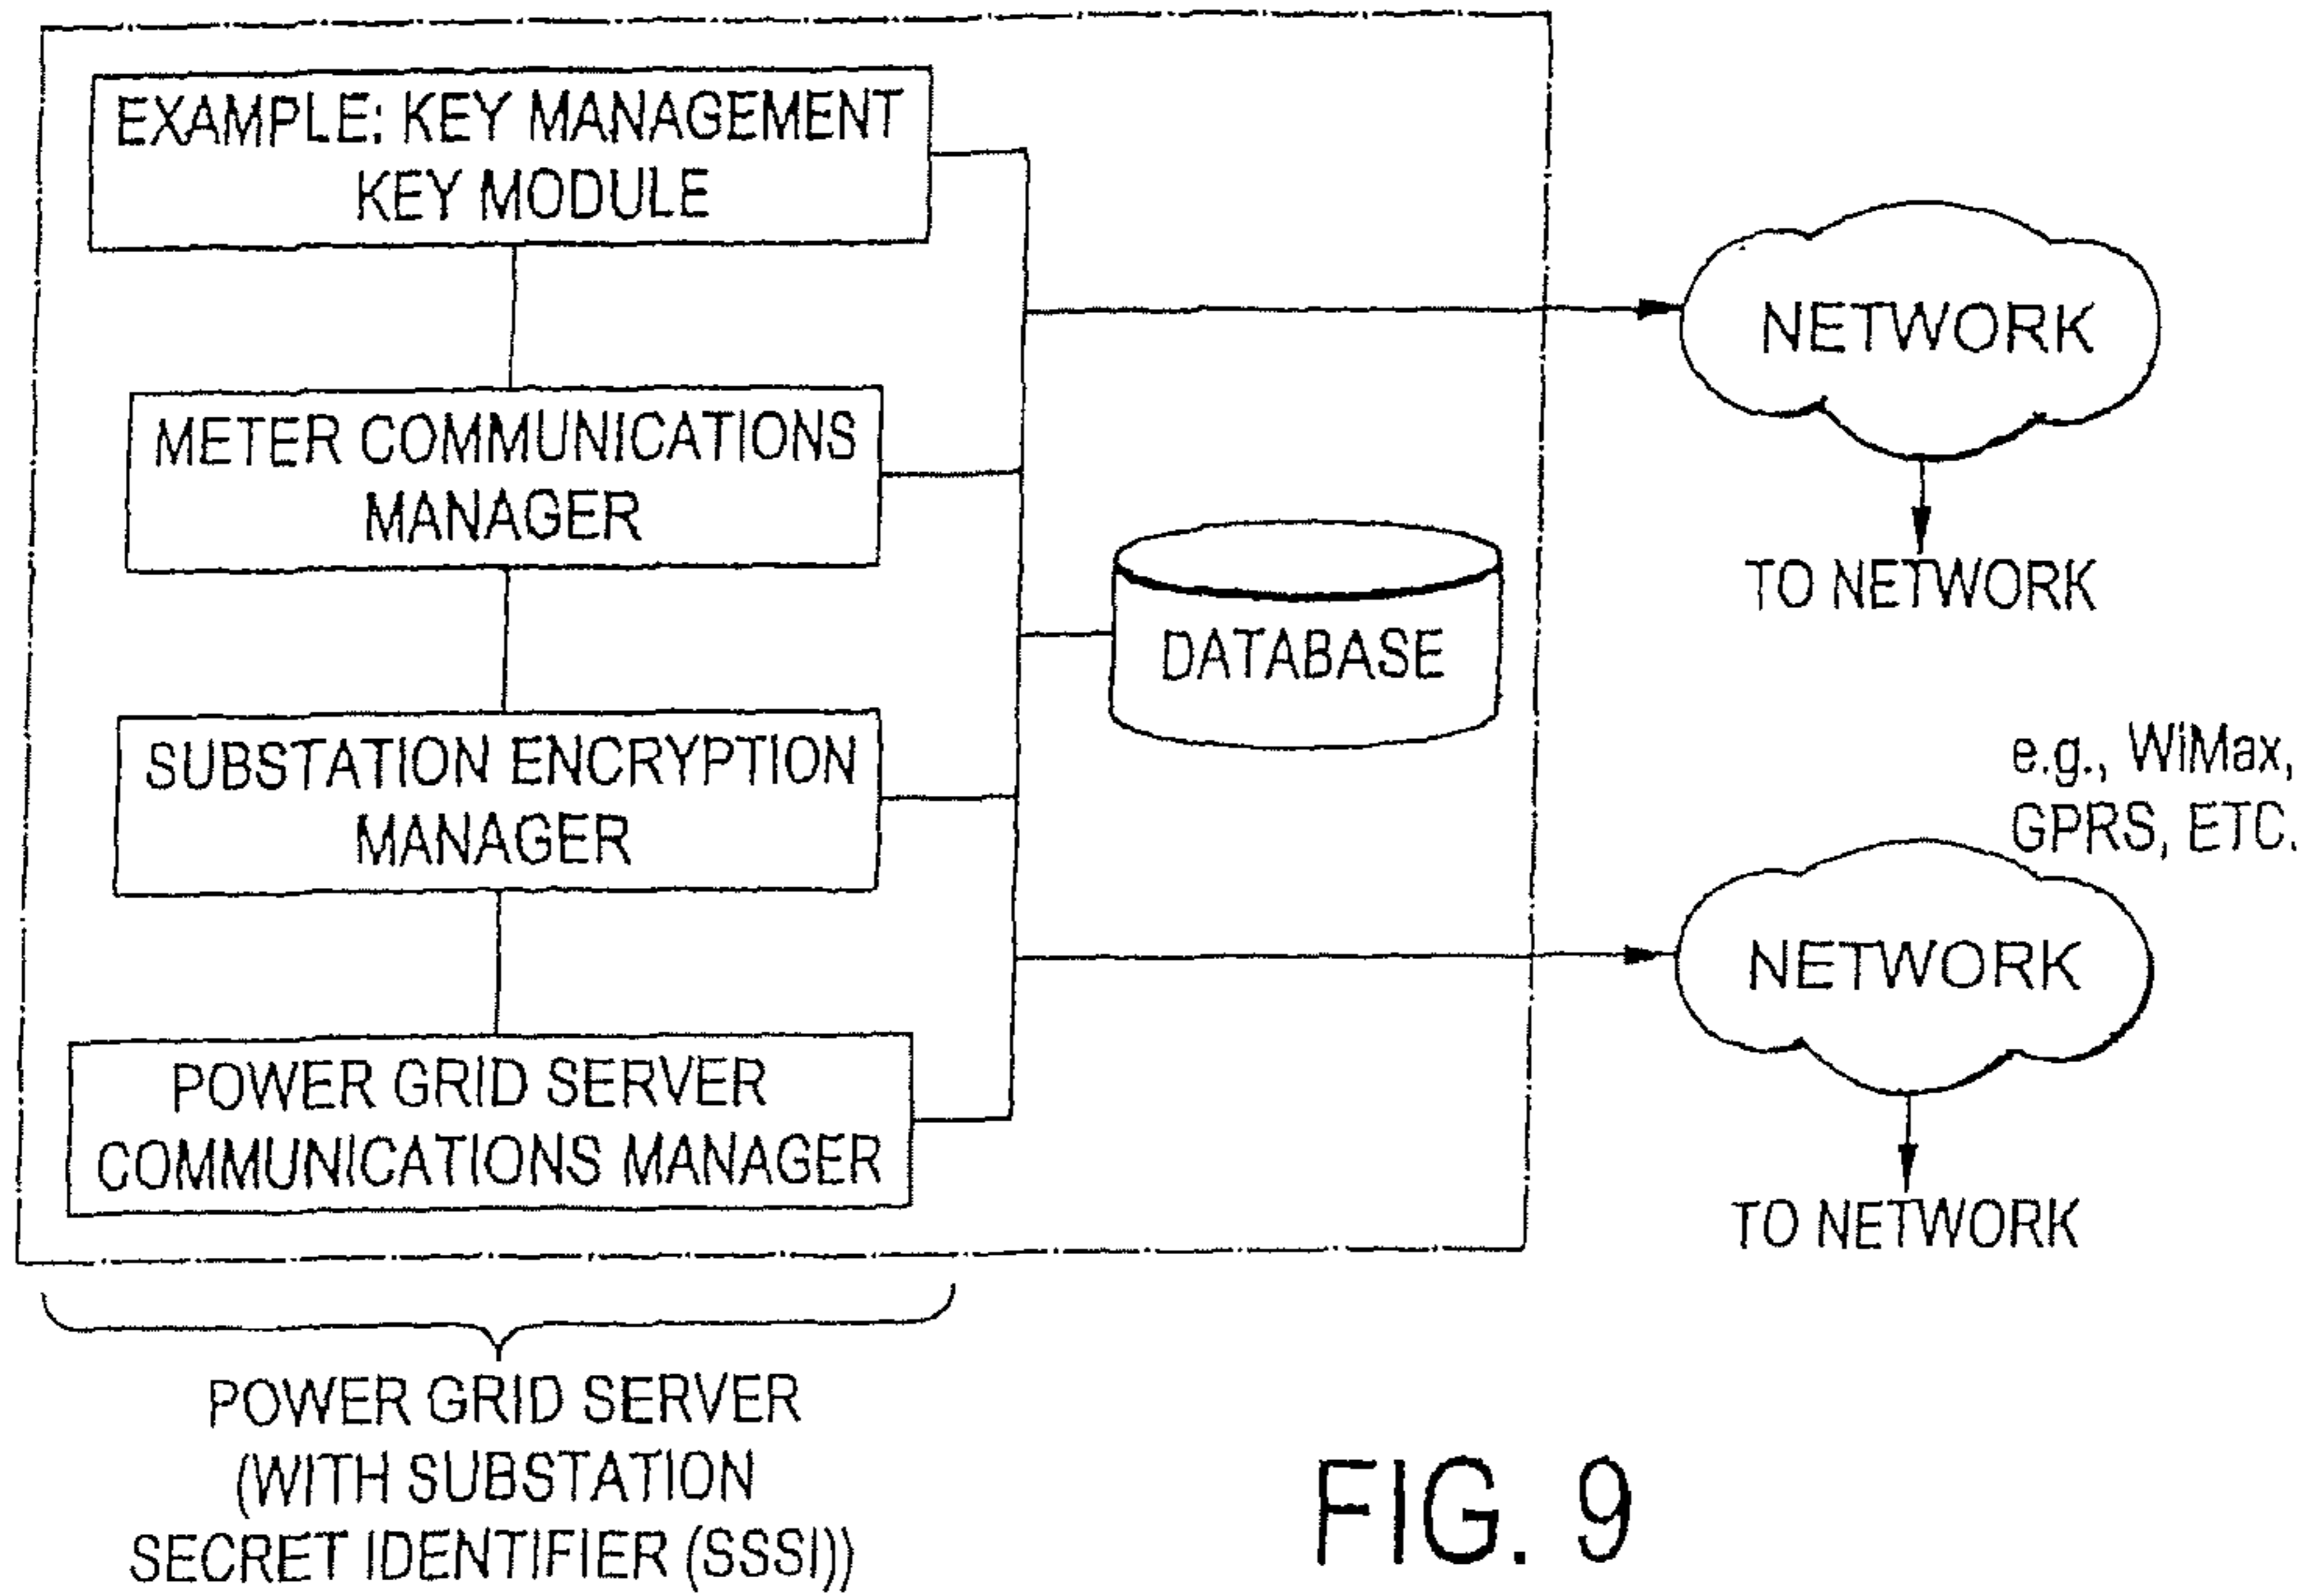 EXAMPLE: KEY MANAGEMENT
KEY MODULE
METER COMMUNICATIONS
MANAGER
SUBSTATION ENCRYPTION
MANAGER
POWER GRID SERVER
COMMUNICATIONS MANAGER
DATABASE
NETWORK
TO NETWORK
e.g., WiMax,
GPRS, ETC.
NETWORK
TO NETWORK
POWER GRID SERVER
(WITH SUBSTATION
SECRET IDENTIFIER (SSSI))
FIG. 9